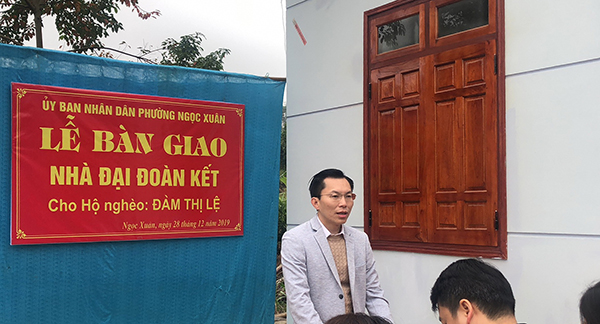 ỦY BAN NHÂN DÂN PHƯỜNG NGỌC XUÂN
LỄ BÀN GIAO
NHÀ ĐẠI ĐOÀN KẾT
Cho Hộ nghèo: ĐÀM THỊ LỆ
Ngọc Xuân, ngày 28 tháng 12 năm 2019